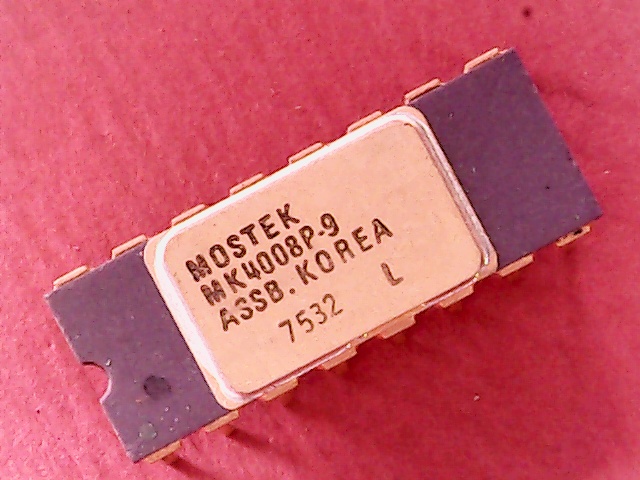 MOSTEK
MK4008P-9
ASSB. KOREA
7532 L